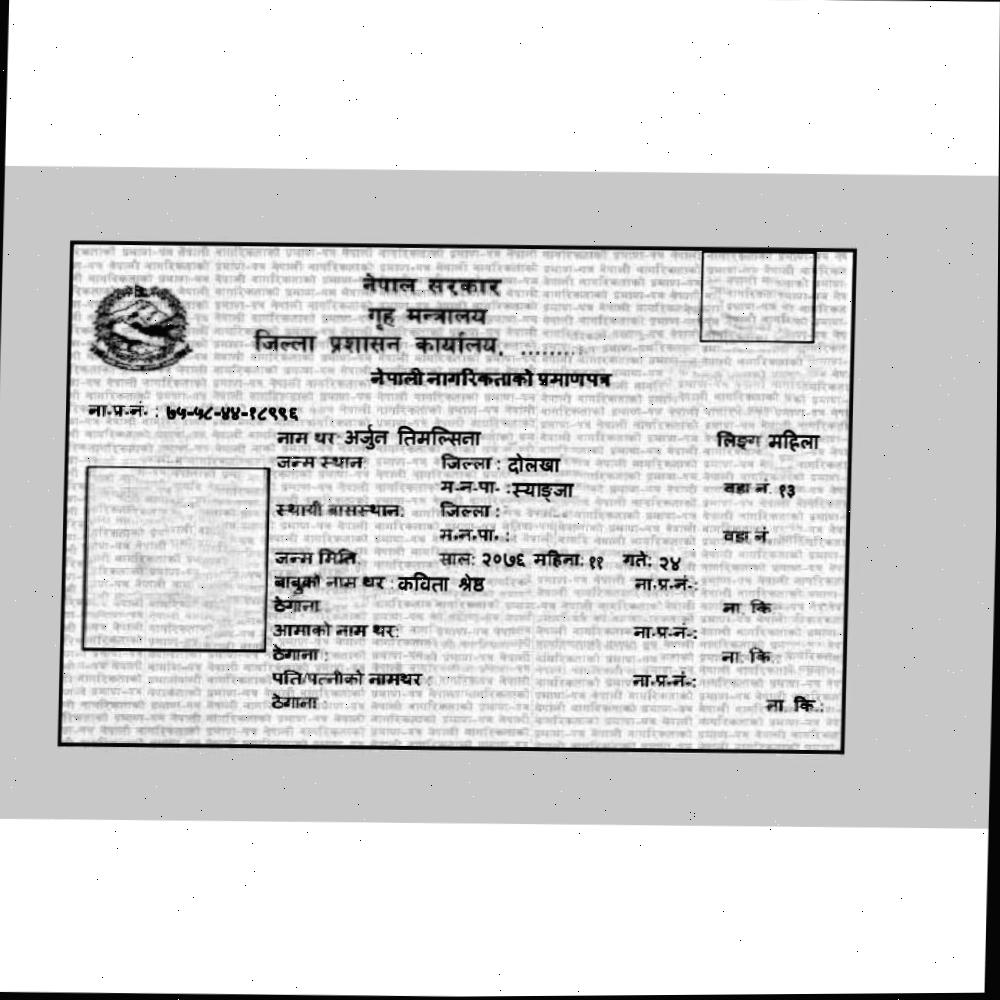 नेपाल सरकार
गृह मन्त्रालय
जिल्ला प्रशासन कार्यालय, ........
नेपाली नागरिकताको प्रमाणपत्र
ना.प्र.नं. : ७५-५८-४४-१८९९६
नाम थर: अर्जुन तिमल्सिना लिङ्ग महिला
जन्म स्थान: जिल्ला : दोलखा
म.न.पा. : स्याङ्जा वडा नं. १३
स्थायी बासस्थान: जिल्ला :
म.न.पा. : वडा नं.
जन्म मिति: साल: २०७६ महिना: ११ गते: २४
बाबुको नाम थर : कविता श्रेष्ठ ना.प्र.नं.:
ठेगाना : ना. कि.:
आमाको नाम थर: ना.प्र.नं.:
ठेगाना : ना. कि.:
पति/पत्नीको नामथर : ना.प्र.नं.:
ठेगाना : ना. कि.: